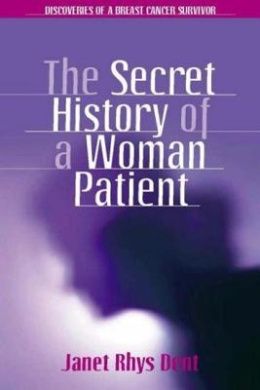 DISCOVERIES OF A BREAST CANCER SURVIVOR
The Secret
History of
a Woman
Patient
Janet Rhys Dent